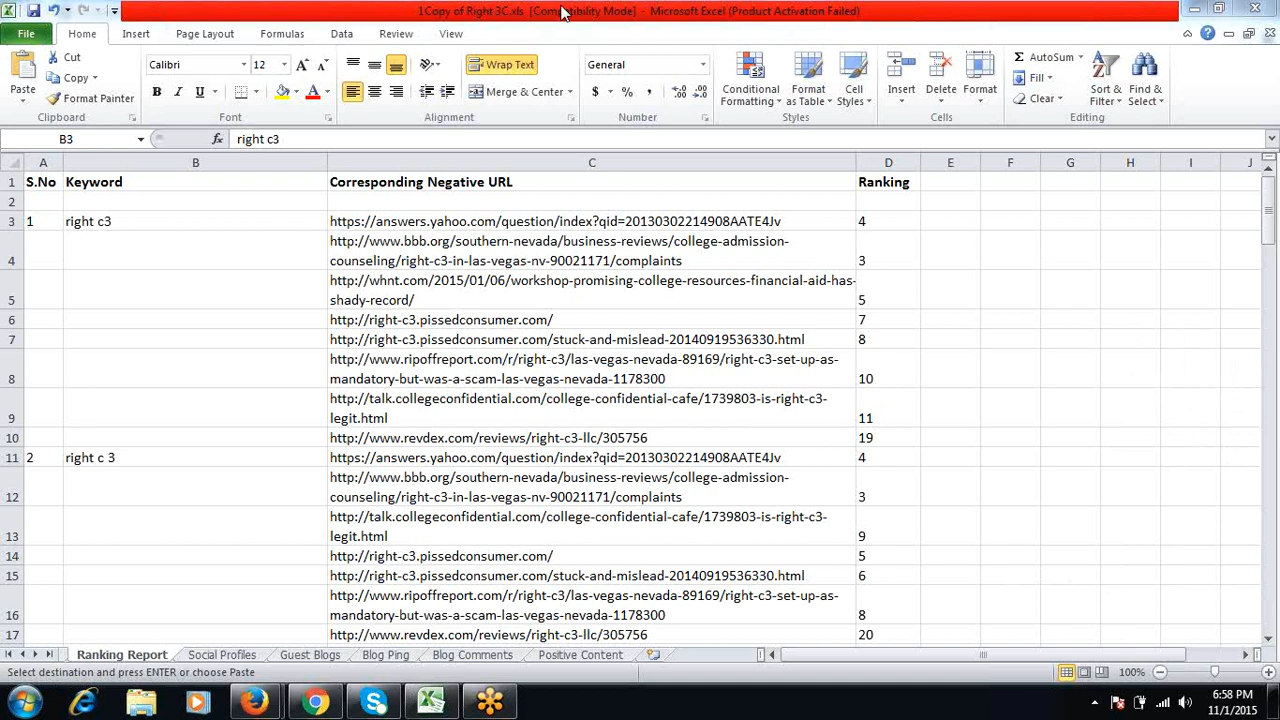 1Copy of Right 3C.xls [Compatibility Mode] - Microsoft Excel (Product Activation Failed)
File Home Insert Page Layout Formulas Data Review View
Cut
Copy
Format Painter
Paste
Clipboard
Calibri 12
B I U
Font
Wrap Text
Merge & Center
Alignment
General
$ % ,
Number
Conditional Formatting
Format as Table
Cell Styles
Styles
Insert Delete Format
Cells
Σ AutoSum
Fill
Clear
Sort & Filter
Find & Select
Editing
B3 fx right c3
A B C D E F G H I J
1 S.No Keyword Corresponding Negative URL Ranking
2
3 1 right c3 https://answers.yahoo.com/question/index?qid=20130302214908AATE4Jv 4
http://www.bbb.org/southern-nevada/business-reviews/college-admission-
4 counseling/right-c3-in-las-vegas-nv-90021171/complaints 3
http://whnt.com/2015/01/06/workshop-promising-college-resources-financial-aid-has-
5 shady-record/ 5
6 http://right-c3.pissedconsumer.com/ 7
7 http://right-c3.pissedconsumer.com/stuck-and-mislead-20140919536330.html 8
http://www.ripoffreport.com/r/right-c3/las-vegas-nevada-89169/right-c3-set-up-as-
8 mandatory-but-was-a-scam-las-vegas-nevada-1178300 10
http://talk.collegeconfidential.com/college-confidential-cafe/1739803-is-right-c3-
9 legit.html 11
10 http://www.revdex.com/reviews/right-c3-llc/305756 19
11 2 right c 3 https://answers.yahoo.com/question/index?qid=20130302214908AATE4Jv 4
http://www.bbb.org/southern-nevada/business-reviews/college-admission-
12 counseling/right-c3-in-las-vegas-nv-90021171/complaints 3
http://talk.collegeconfidential.com/college-confidential-cafe/1739803-is-right-c3-
13 legit.html 9
14 http://right-c3.pissedconsumer.com/ 5
15 http://right-c3.pissedconsumer.com/stuck-and-mislead-20140919536330.html 6
http://www.ripoffreport.com/r/right-c3/las-vegas-nevada-89169/right-c3-set-up-as-
16 mandatory-but-was-a-scam-las-vegas-nevada-1178300 8
17 http://www.revdex.com/reviews/right-c3-llc/305756 20
Ranking Report Social Profiles Guest Blogs Blog Ping Blog Comments Positive Content
Select destination and press ENTER or choose Paste 100%
6:58 PM
11/1/2015